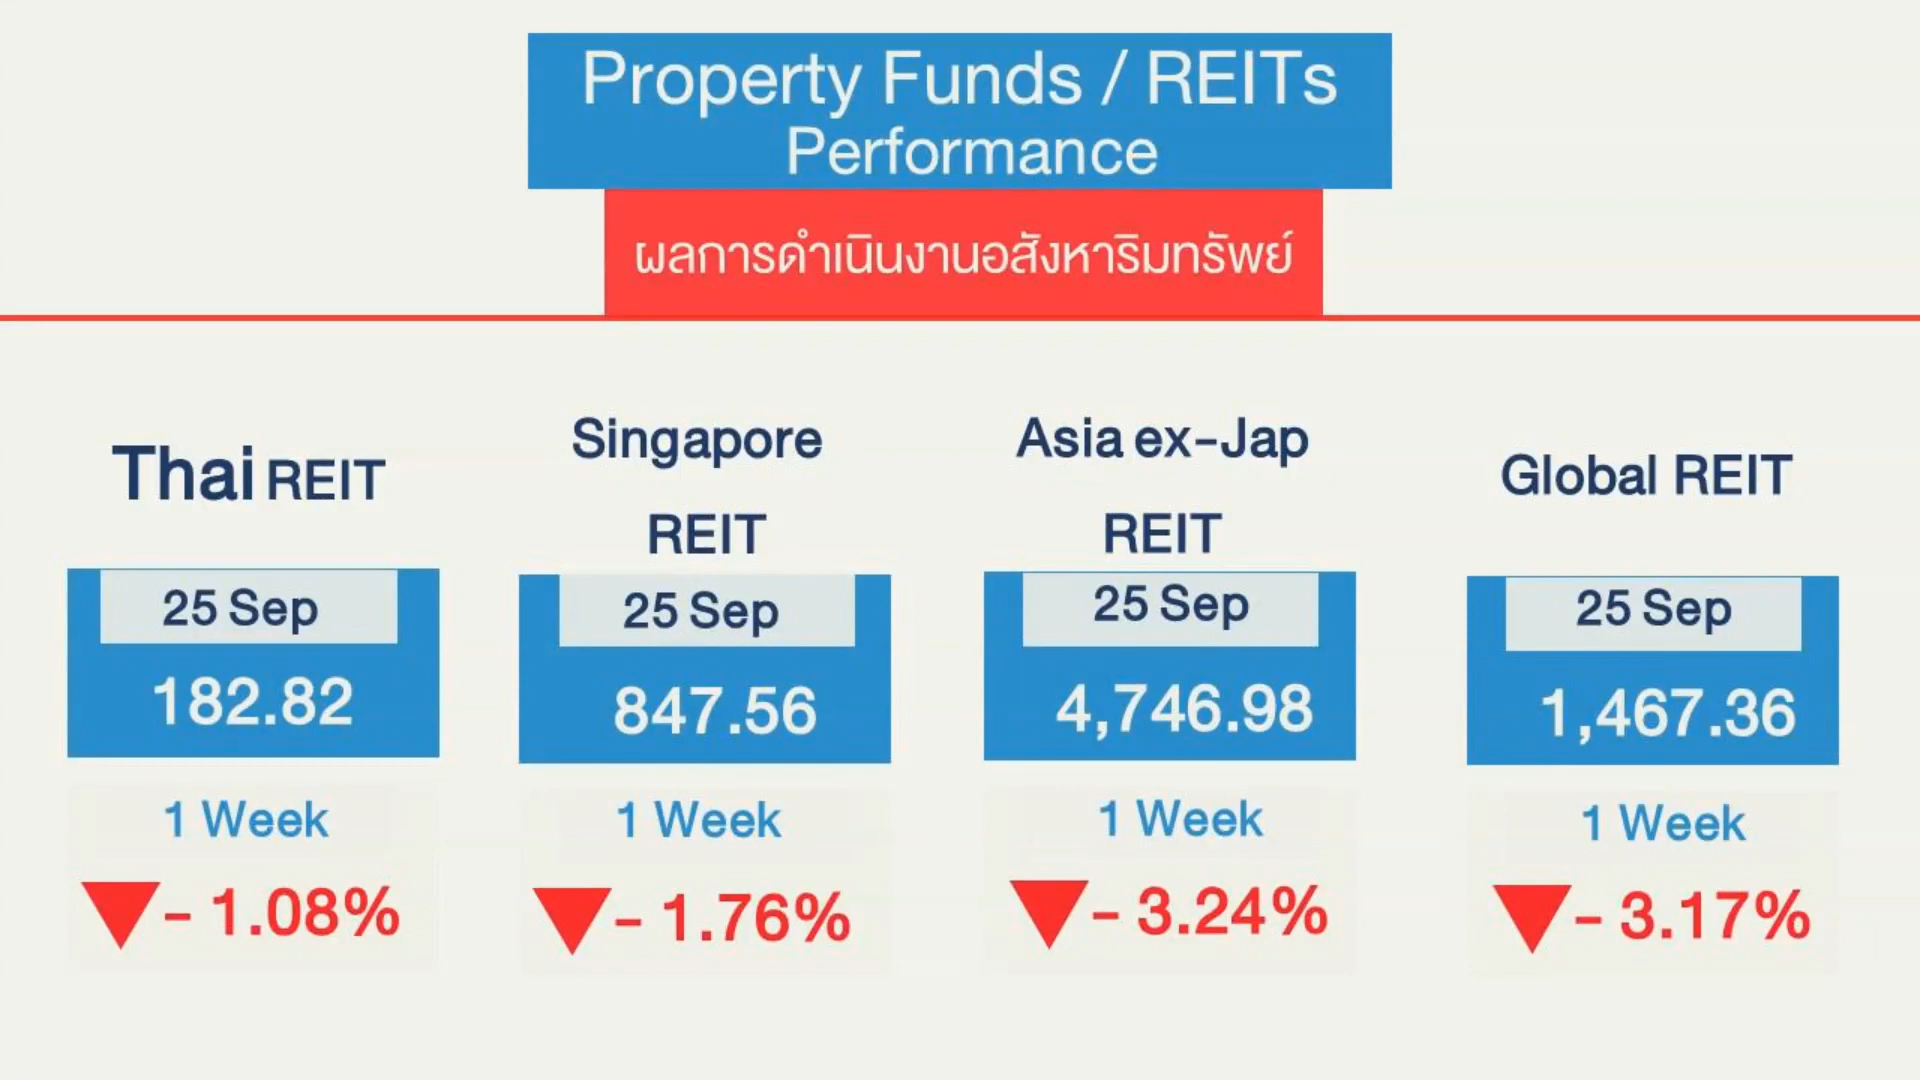 Property Funds / REITs
Performance
ผลการดำเนินงานอสังหาริมทรัพย์
Thai REIT
25 Sep
182.82
1 Week
- 1.08%
Singapore
REIT
25 Sep
847.56
1 Week
- 1.76%
Asia ex-Jap
REIT
25 Sep
4,746.98
1 Week
- 3.24%
Global REIT
25 Sep
1,467.36
1 Week
- 3.17%